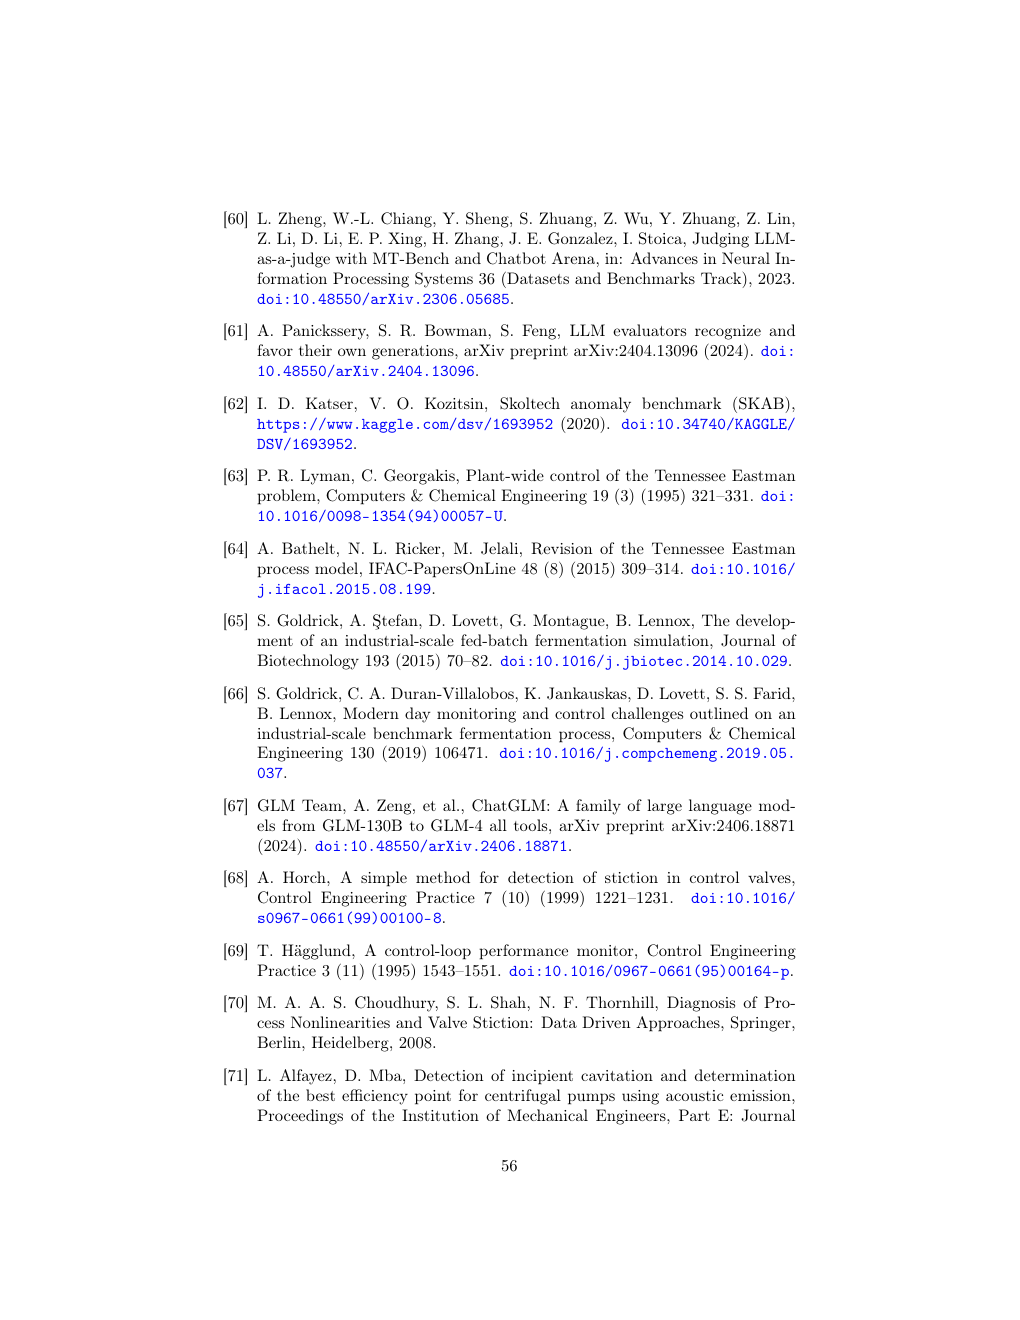 [60] L. Zheng, W.-L. Chiang, Y. Sheng, S. Zhuang, Z. Wu, Y. Zhuang, Z. Lin,
Z. Li, D. Li, E. P. Xing, H. Zhang, J. E. Gonzalez, I. Stoica, Judging LLM-
as-a-judge with MT-Bench and Chatbot Arena, in: Advances in Neural In-
formation Processing Systems 36 (Datasets and Benchmarks Track), 2023.
doi:10.48550/arXiv.2306.05685.
[61] A. Panickssery, S. R. Bowman, S. Feng, LLM evaluators recognize and
favor their own generations, arXiv preprint arXiv:2404.13096 (2024). doi:
10.48550/arXiv.2404.13096.
[62] I. D. Katser, V. O. Kozitsin, Skoltech anomaly benchmark (SKAB),
https://www.kaggle.com/dsv/1693952 (2020). doi:10.34740/KAGGLE/
DSV/1693952.
[63] P. R. Lyman, C. Georgakis, Plant-wide control of the Tennessee Eastman
problem, Computers & Chemical Engineering 19 (3) (1995) 321–331. doi:
10.1016/0098-1354(94)00057-U.
[64] A. Bathelt, N. L. Ricker, M. Jelali, Revision of the Tennessee Eastman
process model, IFAC-PapersOnLine 48 (8) (2015) 309–314. doi:10.1016/
j.ifacol.2015.08.199.
[65] S. Goldrick, A. Ştefan, D. Lovett, G. Montague, B. Lennox, The develop-
ment of an industrial-scale fed-batch fermentation simulation, Journal of
Biotechnology 193 (2015) 70–82. doi:10.1016/j.jbiotec.2014.10.029.
[66] S. Goldrick, C. A. Duran-Villalobos, K. Jankauskas, D. Lovett, S. S. Farid,
B. Lennox, Modern day monitoring and control challenges outlined on an
industrial-scale benchmark fermentation process, Computers & Chemical
Engineering 130 (2019) 106471. doi:10.1016/j.compchemeng.2019.05.
037.
[67] GLM Team, A. Zeng, et al., ChatGLM: A family of large language mod-
els from GLM-130B to GLM-4 all tools, arXiv preprint arXiv:2406.18871
(2024). doi:10.48550/arXiv.2406.18871.
[68] A. Horch, A simple method for detection of stiction in control valves,
Control Engineering Practice 7 (10) (1999) 1221–1231. doi:10.1016/
s0967-0661(99)00100-8.
[69] T. Hägglund, A control-loop performance monitor, Control Engineering
Practice 3 (11) (1995) 1543–1551. doi:10.1016/0967-0661(95)00164-p.
[70] M. A. A. S. Choudhury, S. L. Shah, N. F. Thornhill, Diagnosis of Pro-
cess Nonlinearities and Valve Stiction: Data Driven Approaches, Springer,
Berlin, Heidelberg, 2008.
[71] L. Alfayez, D. Mba, Detection of incipient cavitation and determination
of the best efficiency point for centrifugal pumps using acoustic emission,
Proceedings of the Institution of Mechanical Engineers, Part E: Journal
56